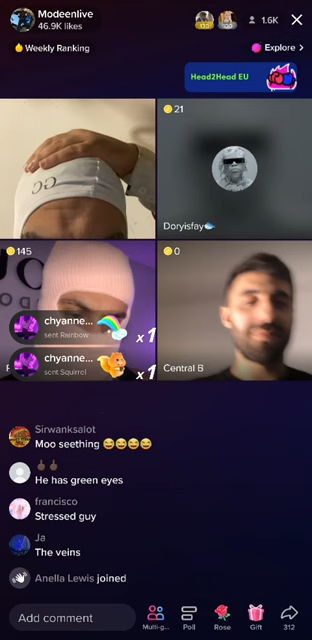 Modeenlive
46.9K likes
1.6K
Weekly Ranking
Explore >
Head2Head EU
21
Doryisfay
145
0
chyanne...
sent Rainbow
x1
chyanne...
sent Squirrel
x1
Central B
Sirwanksalot
Moo seething 😂😂😂😂
🖕🏿🖕🏿
He has green eyes
francisco
Stressed guy
Ja
The veins
Anella Lewis joined
Add comment
Multi-g...
Poll
Rose
Gift
312